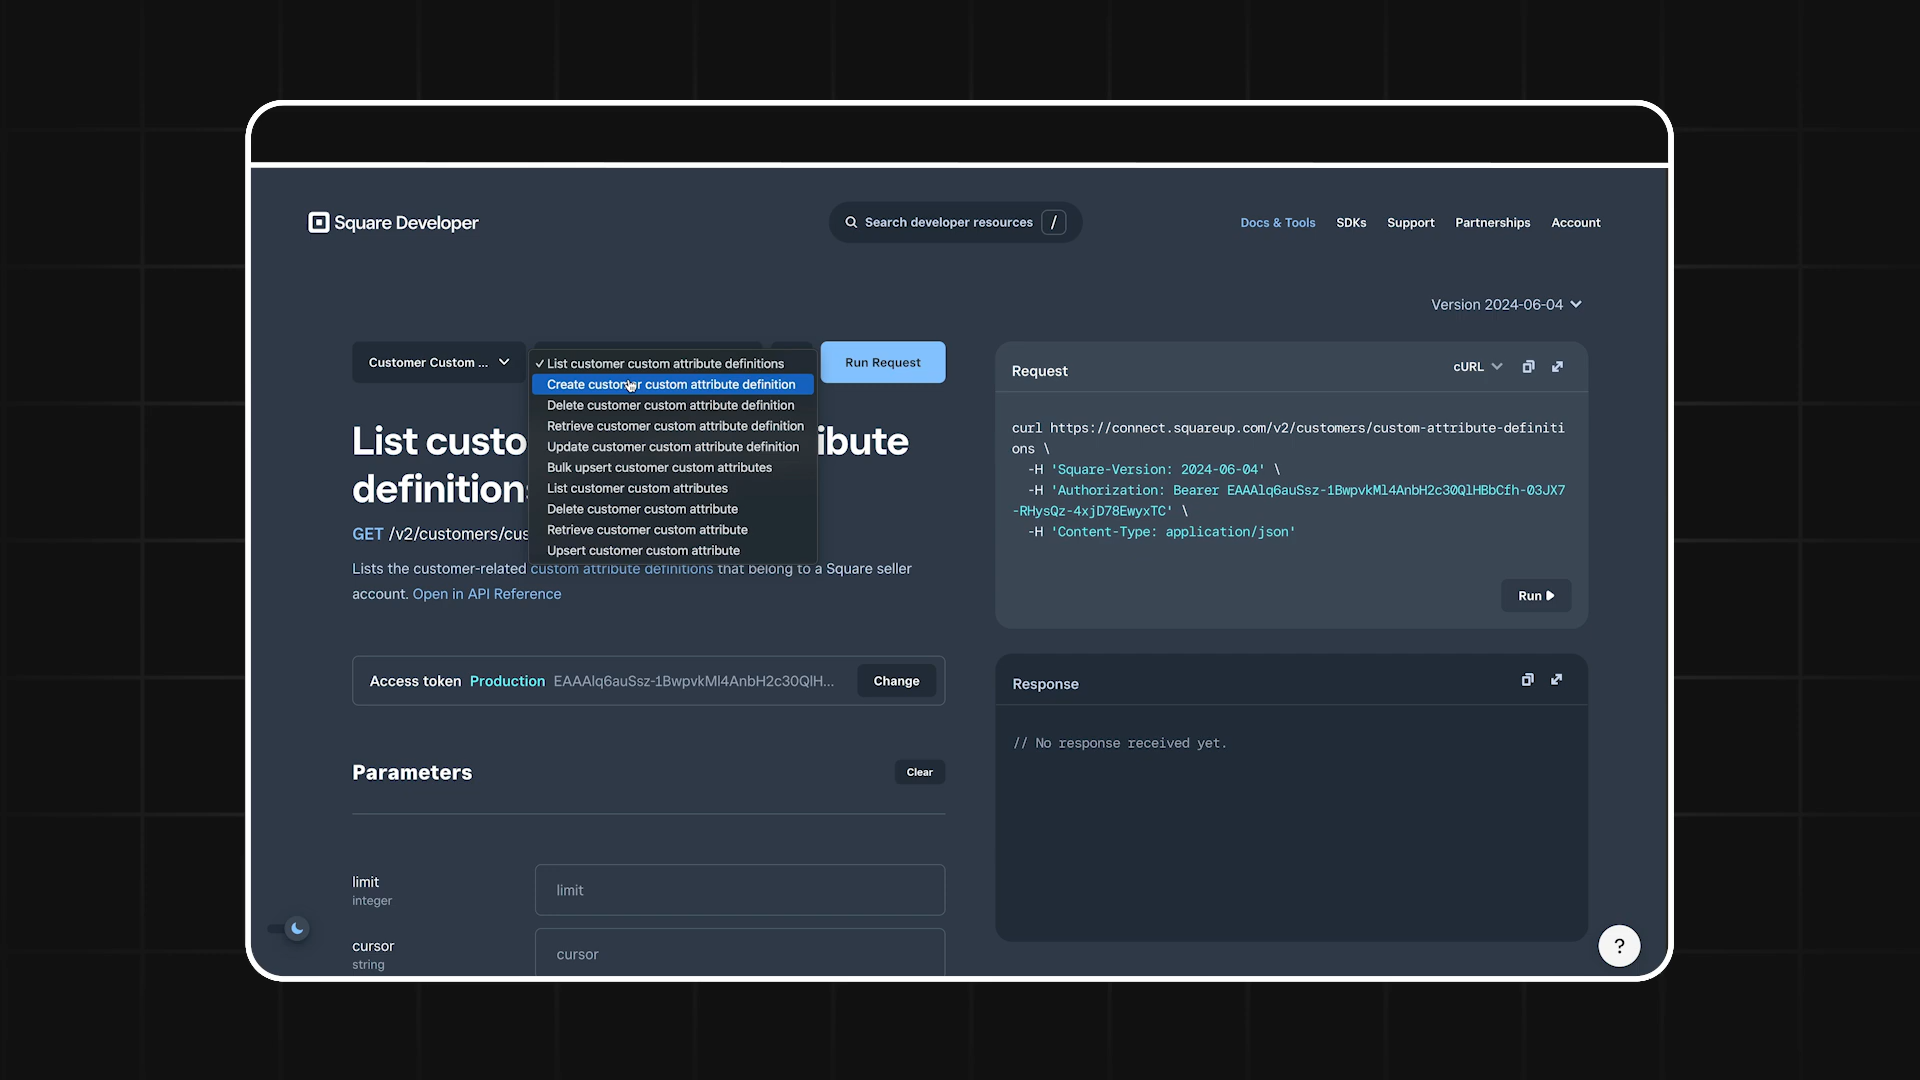 Square Developer
Search developer resources /
Docs & Tools
SDKs
Support
Partnerships
Account
Version 2024-06-04
Customer Custom ...
✓ List customer custom attribute definitions
Create customer custom attribute definition
Delete customer custom attribute definition
Retrieve customer custom attribute definition
Update customer custom attribute definition
Bulk upsert customer custom attributes
List customer custom attributes
Delete customer custom attribute
Retrieve customer custom attribute
Upsert customer custom attribute
Run Request
List custo ibute
definition
GET /v2/customers/cus
Lists the customer-related custom attribute definitions that belong to a Square seller
account. Open in API Reference
Access token Production EAAAlq6auSsz-1BwpvkMl4AnbH2c30QlH...
Change
Parameters
Clear
limit
integer
limit
cursor
string
cursor
Request
cURL
curl https://connect.squareup.com/v2/customers/custom-attribute-definiti
ons \
-H 'Square-Version: 2024-06-04' \
-H 'Authorization: Bearer EAAAlq6auSsz-1BwpvkMl4AnbH2c30QlHBbCfh-03JX7
-RHysQz-4xjD78EwyxTC' \
-H 'Content-Type: application/json'
Run
Response
// No response received yet.
?